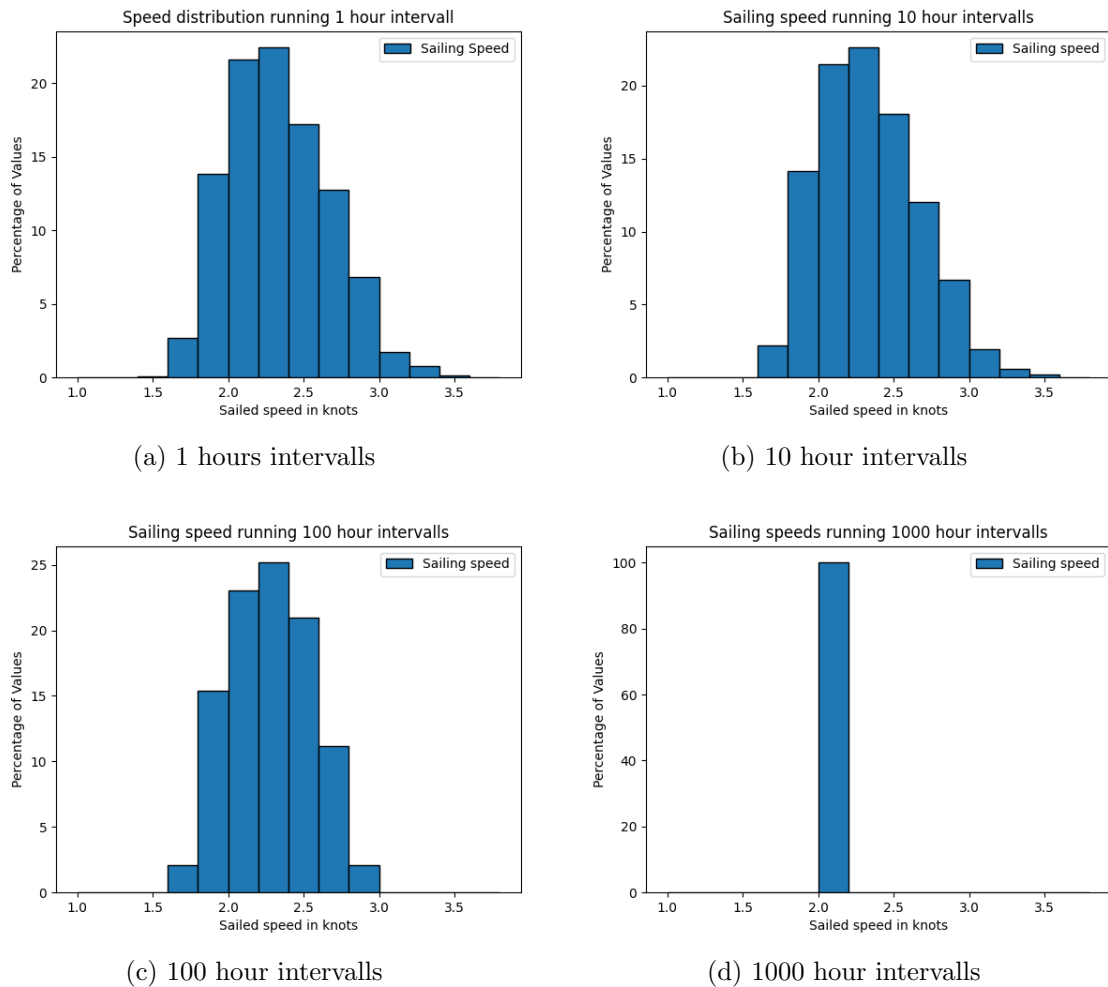 Speed distribution running 1 hour intervall
Sailing Speed
Percentage of Values
20
15
10
5
0
1.0 1.5 2.0 2.5 3.0 3.5
Sailed speed in knots
(a) 1 hours intervalls
Sailing speed running 10 hour intervalls
Sailing speed
Percentage of Values
20
15
10
5
0
1.0 1.5 2.0 2.5 3.0 3.5
Sailed speed in knots
(b) 10 hour intervalls
Sailing speed running 100 hour intervalls
Sailing speed
Percentage of Values
25
20
15
10
5
0
1.0 1.5 2.0 2.5 3.0 3.5
Sailed speed in knots
(c) 100 hour intervalls
Sailing speeds running 1000 hour intervalls
Sailing speed
Percentage of Values
100
80
60
40
20
0
1.0 1.5 2.0 2.5 3.0 3.5
Sailed speed in knots
(d) 1000 hour intervalls